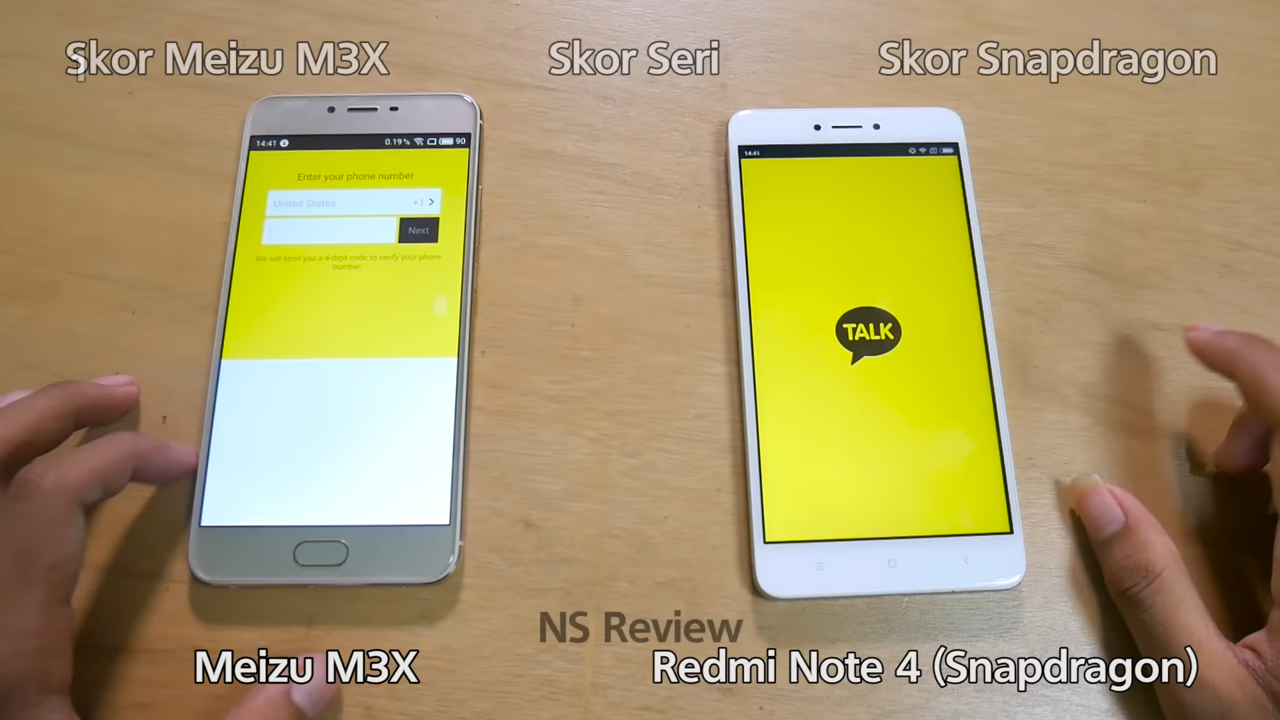 Skor Meizu M3X
Skor Seri
Skor Snapdragon
14:41
0.19%
90
Enter your phone number.
United States
+1
Next
We will send you a 4-digit code to verify your phone
number.
14:41
TALK
NS Review
Meizu M3X
Redmi Note 4 (Snapdragon)